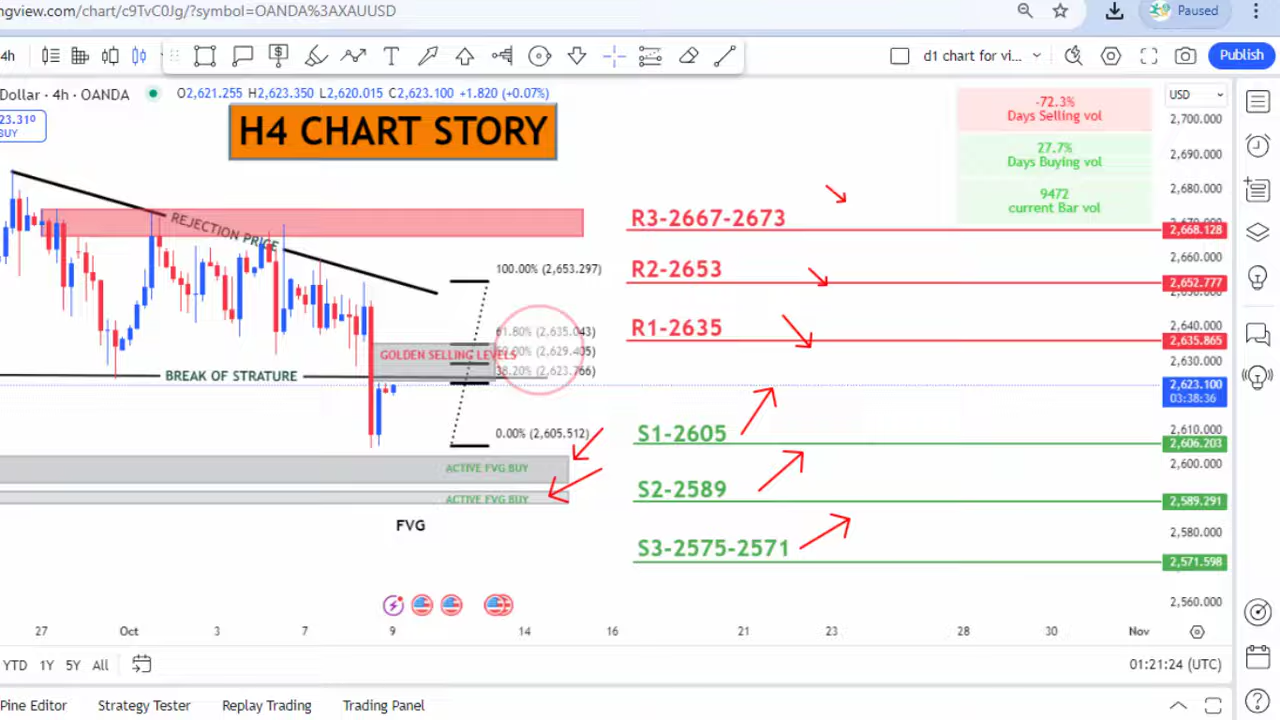 ngview.com/chart/c9TvC0Jg/?symbol=OANDA%3AXAUUSD
Paused
4h
d1 chart for vi...
Publish
Dollar · 4h · OANDA
O2,621.255 H2,623.350 L2,620.015 C2,623.100 +1.820 (+0.07%)
USD
23.310
BUY
H4 CHART STORY
-72.3%
Days Selling vol
27.7%
Days Buying vol
9472
current Bar vol
2,700.000
2,690.000
2,680.000
2,668.128
2,660.000
2,652.777
2,640.000
2,635.865
2,630.000
2,623.100
03:38:36
2,610.000
2,606.203
2,600.000
2,589.291
2,580.000
2,571.598
2,560.000
REJECTION PRICE
R3-2667-2673
R2-2653
R1-2635
100.00% (2,653.297)
61.80% (2,635.043)
(2,629.405)
38.20% (2,623.766)
0.00% (2,605.512)
GOLDEN SELLING LEVELS
BREAK OF STRATURE
S1-2605
S2-2589
S3-2575-2571
ACTIVE FVG BUY
ACTIVE FVG BUY
FVG
27 Oct 3 7 9 14 16 21 23 28 30 Nov
YTD 1Y 5Y All
01:21:24 (UTC)
Pine Editor Strategy Tester Replay Trading Trading Panel